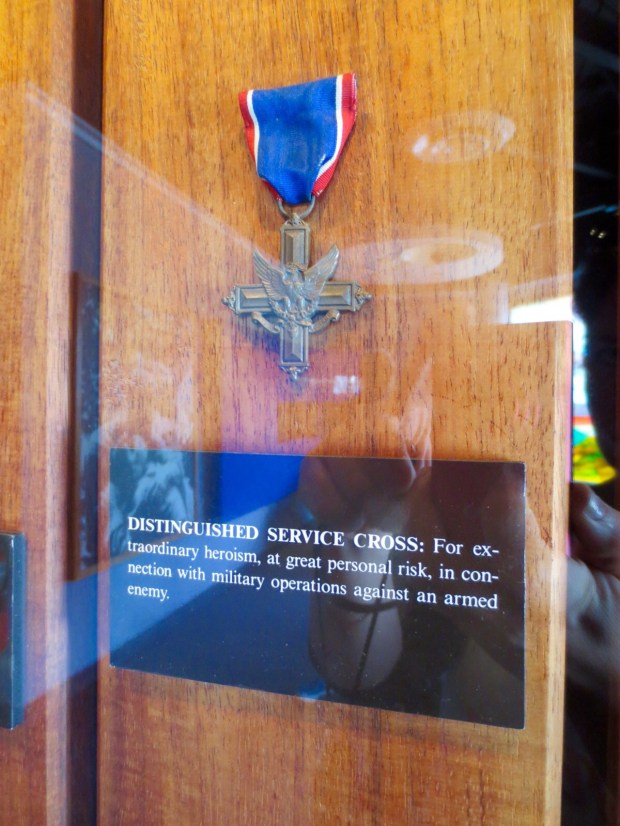 DISTINGUISHED SERVICE CROSS: For ex-
traordinary heroism, at great personal risk, in con-
nection with military operations against an armed
enemy.